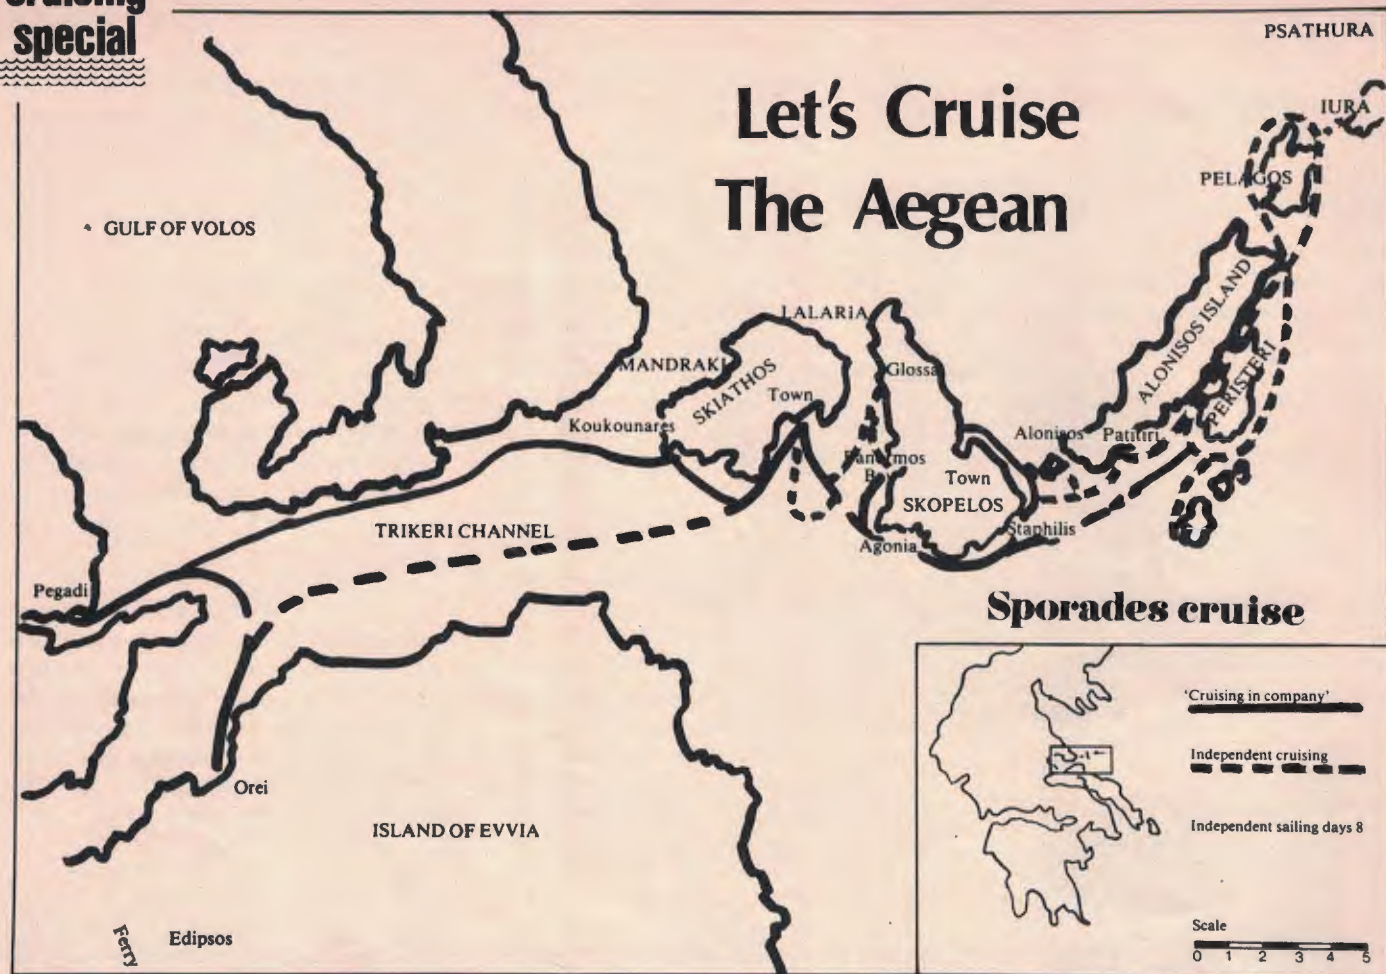 cruising
special
PSATHURA
Let's Cruise
The Aegean
IURA
PELAGOS
GULF OF VOLOS
LALARIA
MANDRAKI
SKIATHOS
Town
Glossa
ALONISOS ISLAND
PERISTERI
Koukounares
Alonisos
Patitiri
Town
SKOPELOS
Staphilis
Agonia
TRIKERI CHANNEL
Pegadi
Sporades cruise
'Cruising in company'
Independent cruising
Independent sailing days 8
Scale
0 1 2 3 4 5
Orei
ISLAND OF EVVIA
Ferry
Edipsos